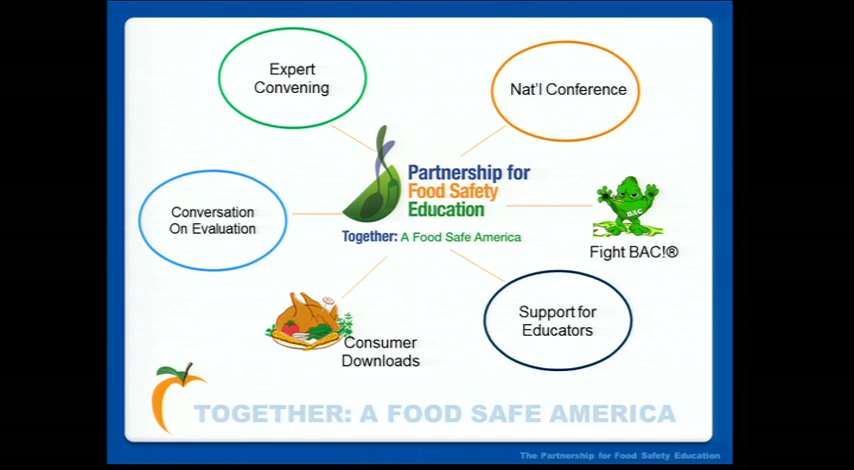 Expert
Convening
Nat'l Conference
Partnership for
Food Safety
Education
Together: A Food Safe America
Conversation
On Evaluation
BAC
Fight BAC!®
Support for
Educators
Consumer
Downloads
TOGETHER: A FOOD SAFE AMERICA
The Partnership for Food Safety Education